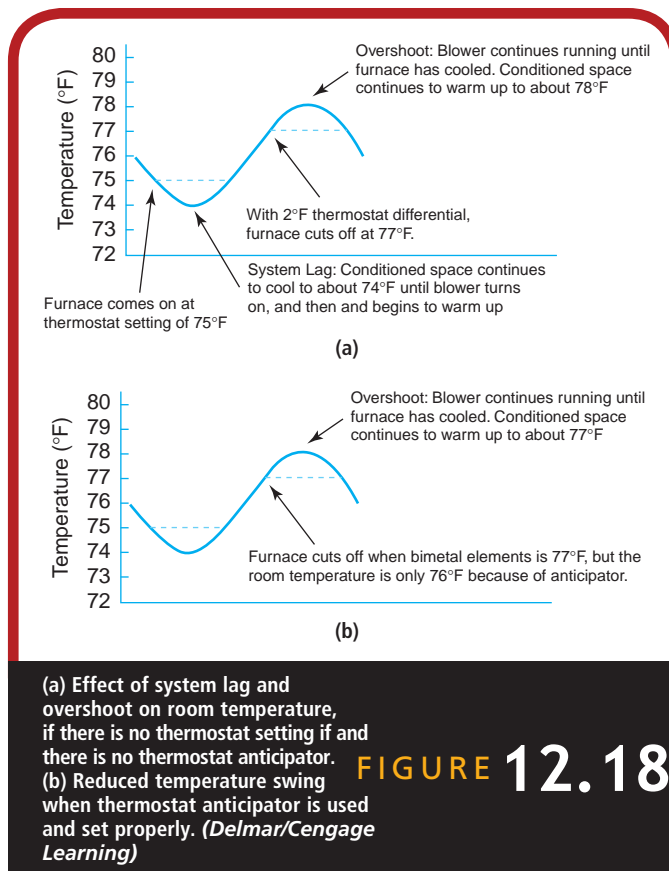 80
79
78
77
76
75
74
73
72
Temperature (°F)
Overshoot: Blower continues running until
furnace has cooled. Conditioned space
continues to warm up to about 78°F
With 2°F thermostat differential,
furnace cuts off at 77°F.
System Lag: Conditioned space continues
to cool to about 74°F until blower turns
on, and then and begins to warm up
Furnace comes on at
thermostat setting of 75°F
(a)
80
79
78
77
76
75
74
73
72
Temperature (°F)
Overshoot: Blower continues running until
furnace has cooled. Conditioned space
continues to warm up to about 77°F
Furnace cuts off when bimetal elements is 77°F, but the
room temperature is only 76°F because of anticipator.
(b)
(a) Effect of system lag and
overshoot on room temperature,
if there is no thermostat setting if and
there is no thermostat anticipator.
(b) Reduced temperature swing
when thermostat anticipator is used
and set properly. (Delmar/Cengage
Learning)
FIGURE 12.18